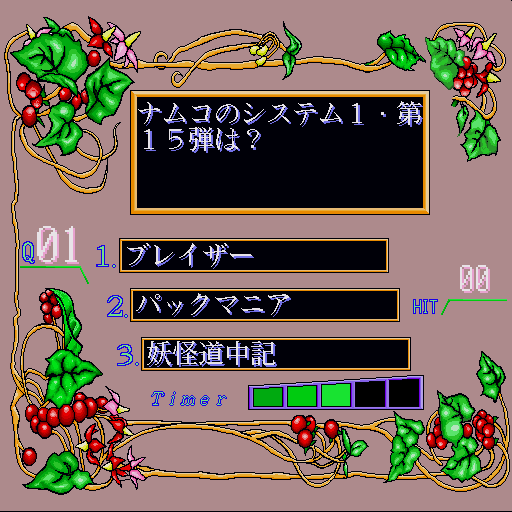 ナムコのシステム１・第
１５弾は？
Q01
1. ブレイザー
00
2. パックマニア
HIT
3. 妖怪道中記
Timer